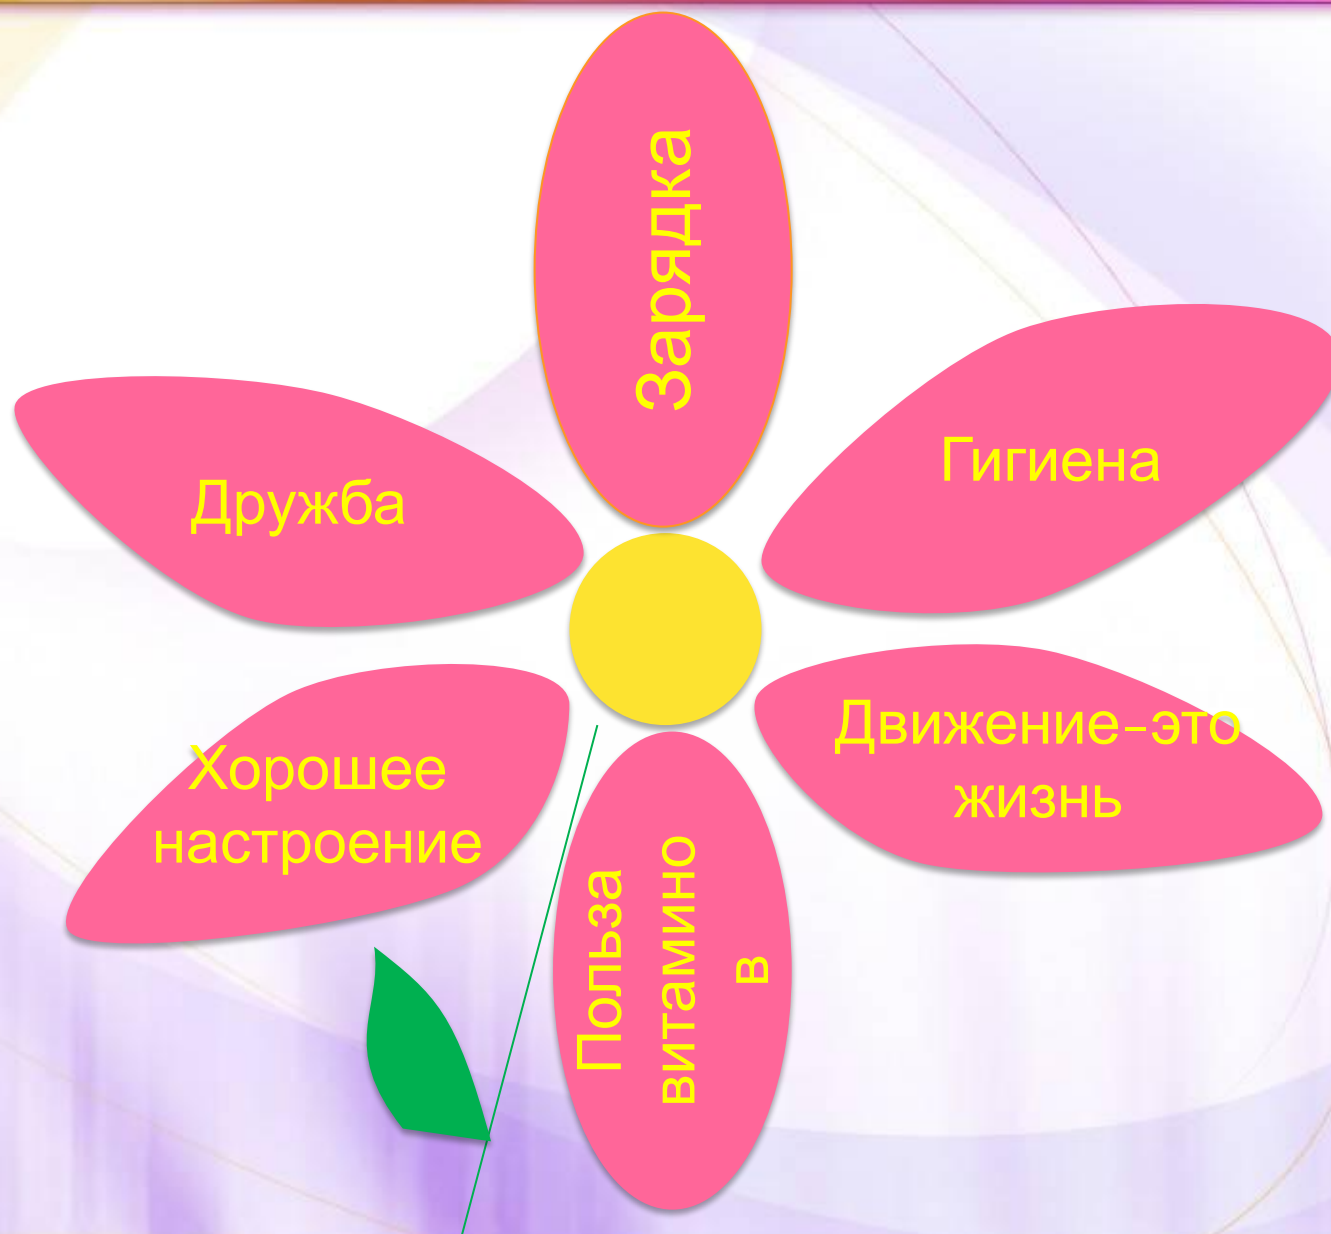 Зарядка
Гигиена
Дружба
Движение-это
жизнь
Хорошее
настроение
Польза
витамино
в